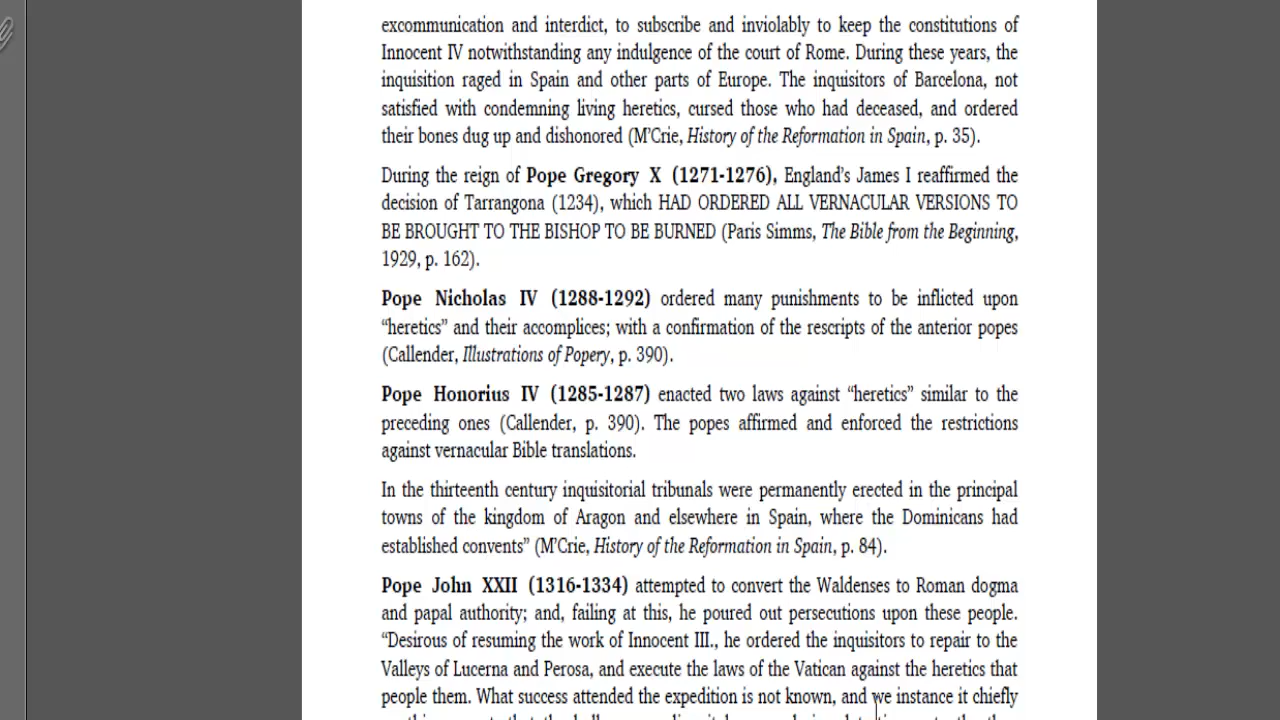 excommunication and interdict, to subscribe and inviolably to keep the constitutions of
Innocent IV notwithstanding any indulgence of the court of Rome. During these years, the
inquisition raged in Spain and other parts of Europe. The inquisitors of Barcelona, not
satisfied with condemning living heretics, cursed those who had deceased, and ordered
their bones dug up and dishonored (M'Crie, History of the Reformation in Spain, p. 35).
During the reign of Pope Gregory X (1271-1276), England's James I reaffirmed the
decision of Tarrangona (1234), which HAD ORDERED ALL VERNACULAR VERSIONS TO
BE BROUGHT TO THE BISHOP TO BE BURNED (Paris Simms, The Bible from the Beginning,
1929, p. 162).
Pope Nicholas IV (1288-1292) ordered many punishments to be inflicted upon
“heretics” and their accomplices; with a confirmation of the rescripts of the anterior popes
(Callender, Illustrations of Popery, p. 390).
Pope Honorius IV (1285-1287) enacted two laws against “heretics” similar to the
preceding ones (Callender, p. 390). The popes affirmed and enforced the restrictions
against vernacular Bible translations.
In the thirteenth century inquisitorial tribunals were permanently erected in the principal
towns of the kingdom of Aragon and elsewhere in Spain, where the Dominicans had
established convents” (M'Crie, History of the Reformation in Spain, p. 84).
Pope John XXII (1316-1334) attempted to convert the Waldenses to Roman dogma
and papal authority; and, failing at this, he poured out persecutions upon these people.
“Desirous of resuming the work of Innocent III., he ordered the inquisitors to repair to the
Valleys of Lucerna and Perosa, and execute the laws of the Vatican against the heretics that
people them. What success attended the expedition is not known, and we instance it chiefly